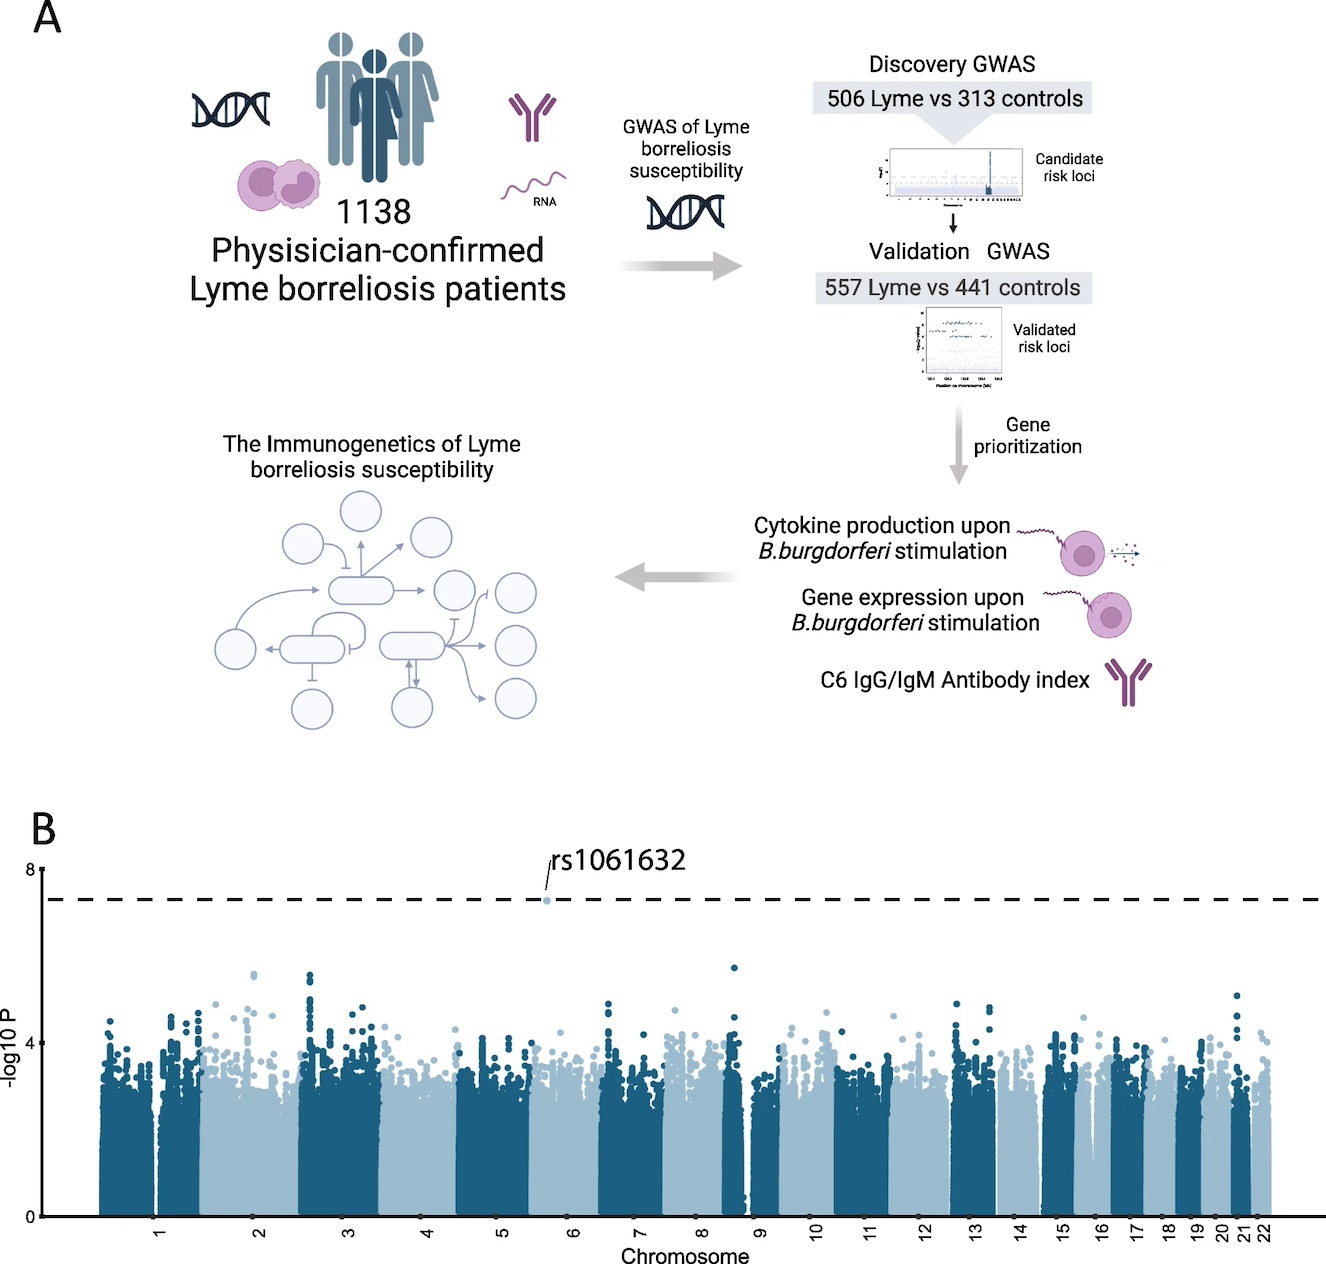 A
1138
Physisician-confirmed
Lyme borreliosis patients
RNA
GWAS of Lyme
borreliosis
susceptibility
Discovery GWAS
506 Lyme vs 313 controls
Candidate
risk loci
Validation GWAS
557 Lyme vs 441 controls
Validated
risk loci
Gene
prioritization
Cytokine production upon
B.burgdorferi stimulation
Gene expression upon
B.burgdorferi stimulation
C6 IgG/IgM Antibody index
The Immunogenetics of Lyme
borreliosis susceptibility
B
rs1061632
8
4
0
-log10 P
1 2 3 4 5 6 7 8 9 10 11 12 13 14 15 16 17 18 19 20 21 22
Chromosome